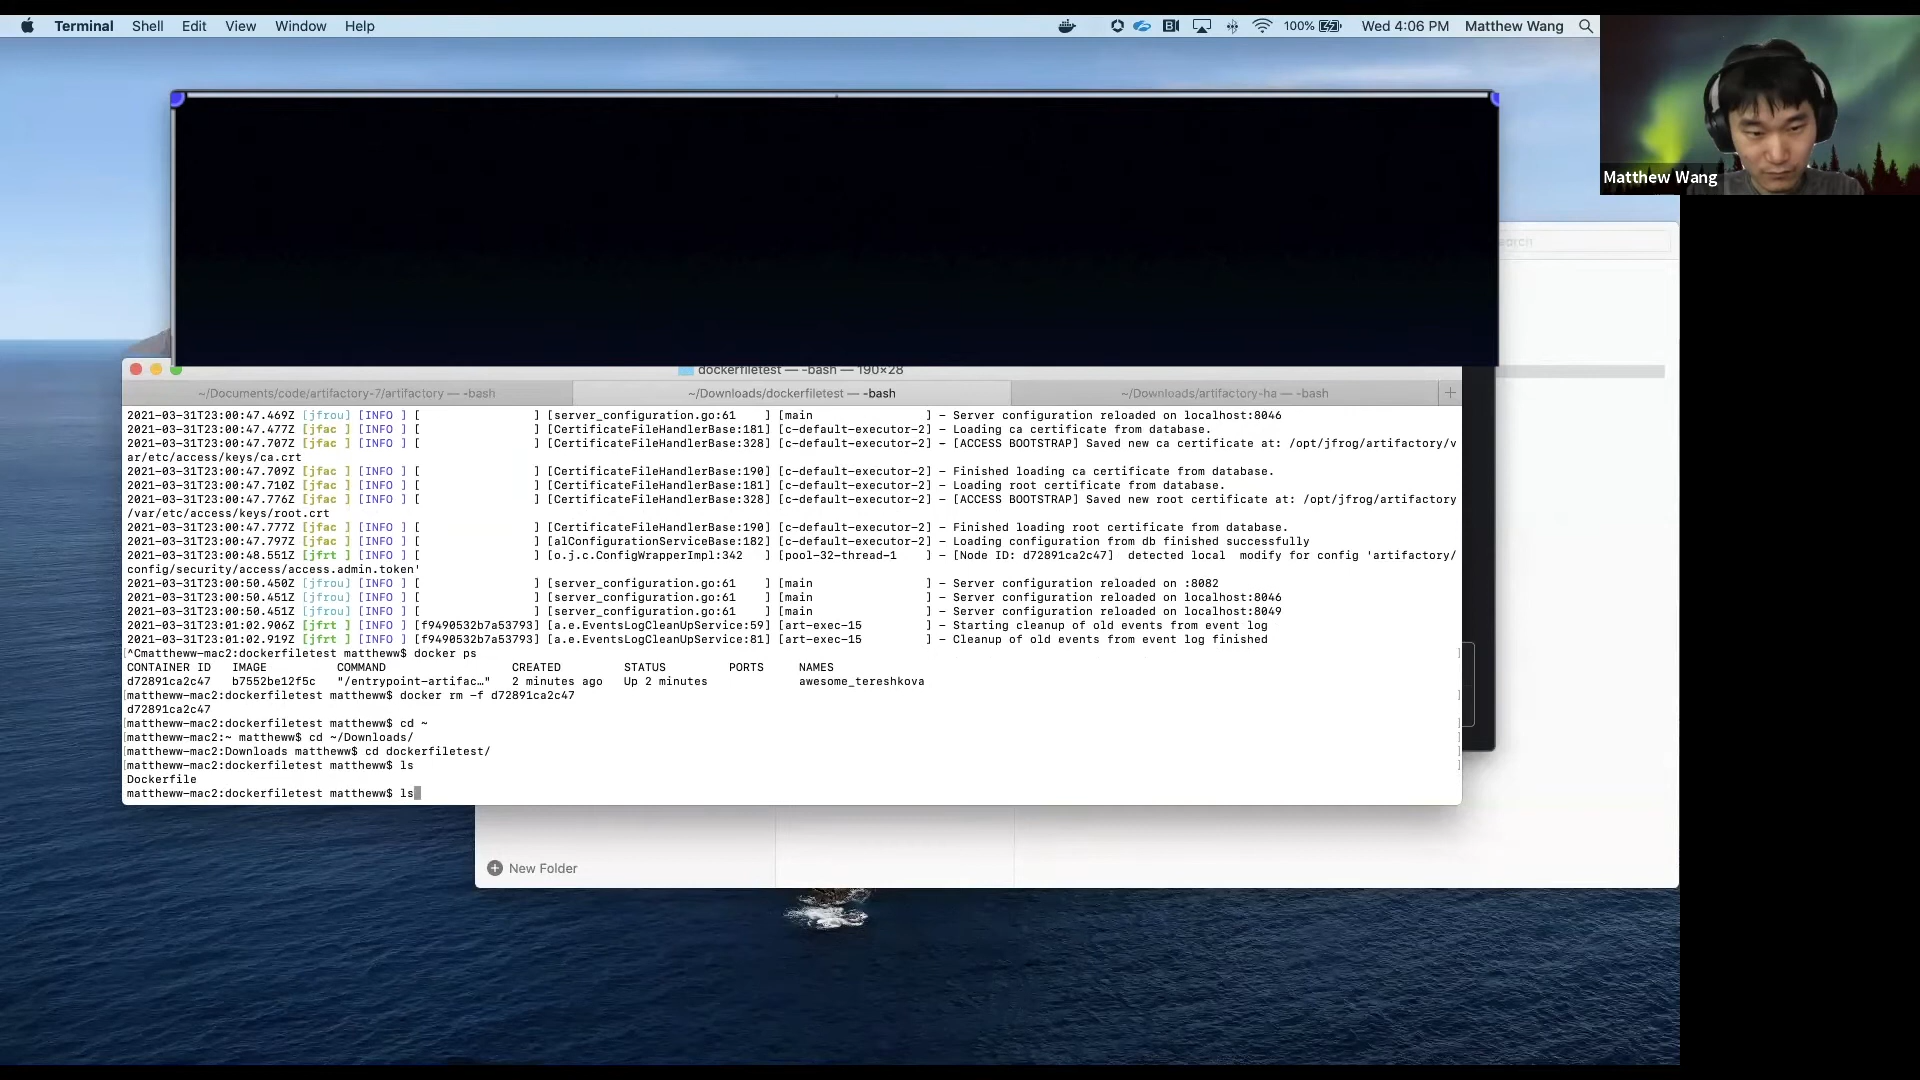 Terminal Shell Edit View Window Help 100% Wed 4:06 PM Matthew Wang
Matthew Wang
dockerfiletest — -bash — 190×28
~/Documents/code/artifactory-7/artifactory — -bash ~/Downloads/dockerfiletest — -bash ~/Downloads/artifactory-ha — -bash
2021-03-31T23:00:47.469Z [jfrou] [INFO ] [ ] [server_configuration.go:61 ] [main ] - Server configuration reloaded on localhost:8046
2021-03-31T23:00:47.477Z [jfac ] [INFO ] [ ] [CertificateFileHandlerBase:181] [c-default-executor-2] - Loading ca certificate from database.
2021-03-31T23:00:47.707Z [jfac ] [INFO ] [ ] [CertificateFileHandlerBase:328] [c-default-executor-2] - [ACCESS BOOTSTRAP] Saved new ca certificate at: /opt/jfrog/artifactory/v
ar/etc/access/keys/ca.crt
2021-03-31T23:00:47.709Z [jfac ] [INFO ] [ ] [CertificateFileHandlerBase:190] [c-default-executor-2] - Finished loading ca certificate from database.
2021-03-31T23:00:47.710Z [jfac ] [INFO ] [ ] [CertificateFileHandlerBase:181] [c-default-executor-2] - Loading root certificate from database.
2021-03-31T23:00:47.776Z [jfac ] [INFO ] [ ] [CertificateFileHandlerBase:328] [c-default-executor-2] - [ACCESS BOOTSTRAP] Saved new root certificate at: /opt/jfrog/artifactory
/var/etc/access/keys/root.crt
2021-03-31T23:00:47.777Z [jfac ] [INFO ] [ ] [CertificateFileHandlerBase:190] [c-default-executor-2] - Finished loading root certificate from database.
2021-03-31T23:00:47.797Z [jfac ] [INFO ] [ ] [alConfigurationServiceBase:182] [c-default-executor-2] - Loading configuration from db finished successfully
2021-03-31T23:00:48.551Z [jfrt ] [INFO ] [ ] [o.j.c.ConfigWrapperImpl:342 ] [pool-32-thread-1 ] - [Node ID: d72891ca2c47] detected local modify for config 'artifactory/
config/security/access/access.admin.token'
2021-03-31T23:00:50.450Z [jfrou] [INFO ] [ ] [server_configuration.go:61 ] [main ] - Server configuration reloaded on :8082
2021-03-31T23:00:50.451Z [jfrou] [INFO ] [ ] [server_configuration.go:61 ] [main ] - Server configuration reloaded on localhost:8046
2021-03-31T23:00:50.451Z [jfrou] [INFO ] [ ] [server_configuration.go:61 ] [main ] - Server configuration reloaded on localhost:8049
2021-03-31T23:01:02.906Z [jfrt ] [INFO ] [f9490532b7a53793] [a.e.EventsLogCleanUpService:59] [art-exec-15 ] - Starting cleanup of old events from event log
2021-03-31T23:01:02.919Z [jfrt ] [INFO ] [f9490532b7a53793] [a.e.EventsLogCleanUpService:81] [art-exec-15 ] - Cleanup of old events from event log finished
[^Cmattheww-mac2:dockerfiletest mattheww$ docker ps ]
CONTAINER ID IMAGE COMMAND CREATED STATUS PORTS NAMES
d72891ca2c47 b7552be12f5c "/entrypoint-artifac…" 2 minutes ago Up 2 minutes awesome_tereshkova
[mattheww-mac2:dockerfiletest mattheww$ docker rm -f d72891ca2c47 ]
d72891ca2c47
[mattheww-mac2:dockerfiletest mattheww$ cd ~ ]
[mattheww-mac2:~ mattheww$ cd ~/Downloads/ ]
[mattheww-mac2:Downloads mattheww$ cd dockerfiletest/ ]
[mattheww-mac2:dockerfiletest mattheww$ ls ]
Dockerfile
mattheww-mac2:dockerfiletest mattheww$ ls
New Folder